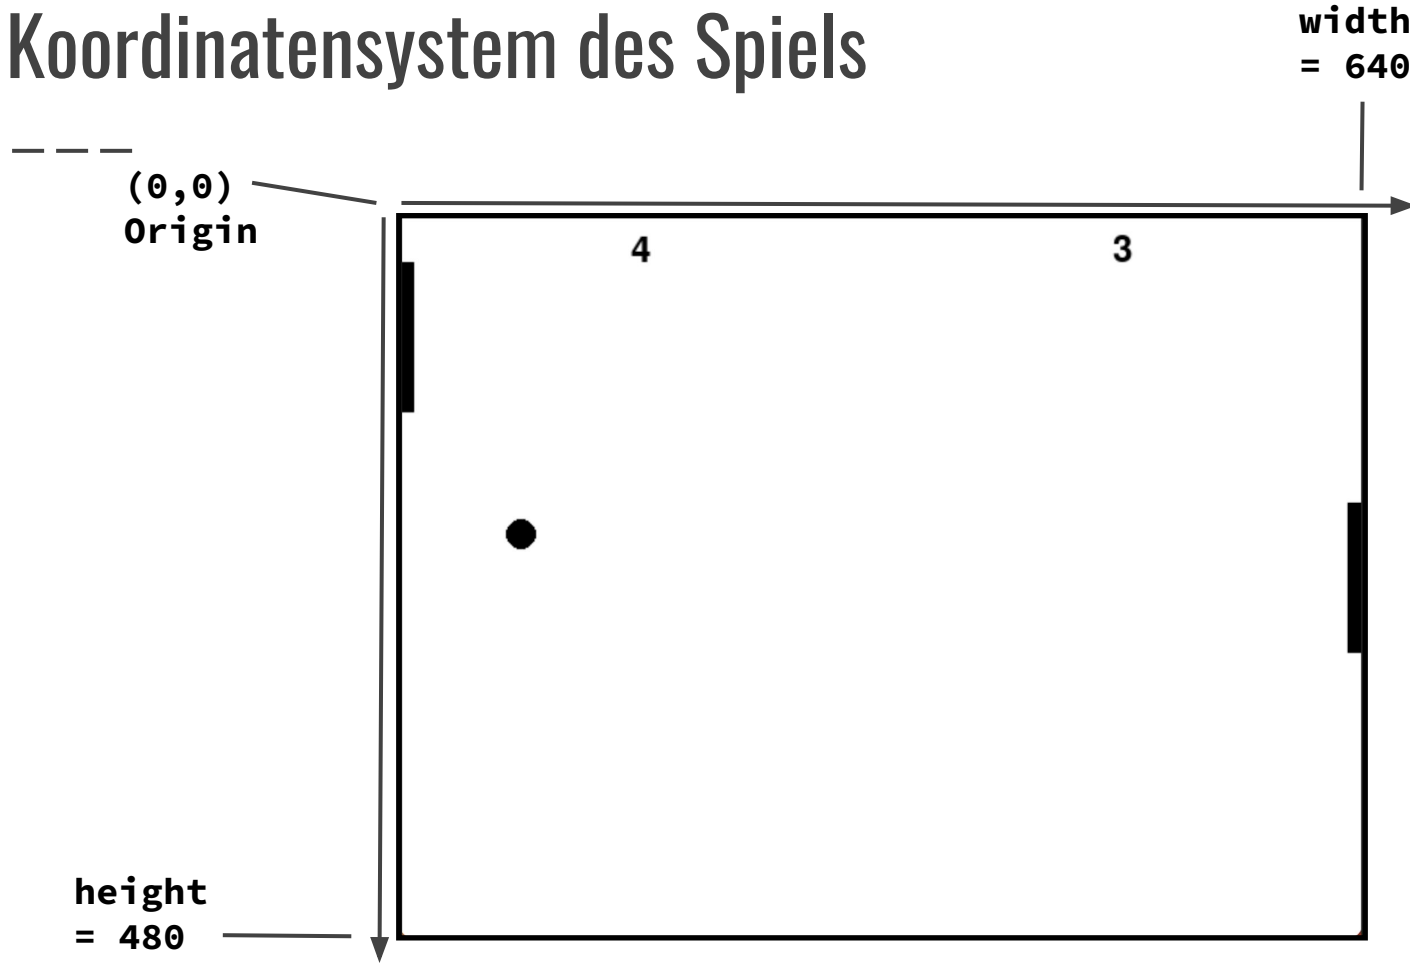 Koordinatensystem des Spiels
width
= 640
(0,0)
Origin
4 3
height
= 480